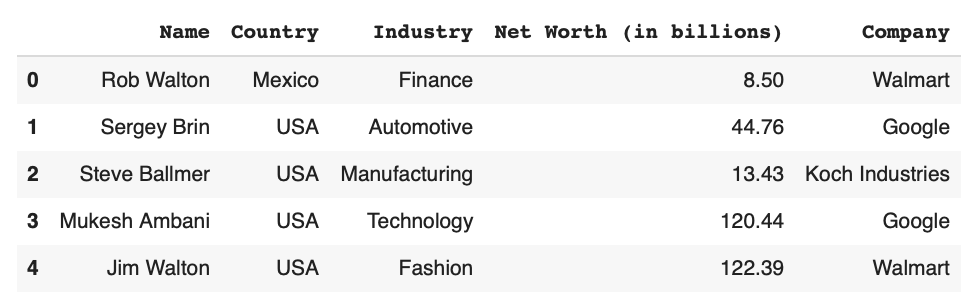 Name Country Industry Net Worth (in billions) Company
0 Rob Walton Mexico Finance 8.50 Walmart
1 Sergey Brin USA Automotive 44.76 Google
2 Steve Ballmer USA Manufacturing 13.43 Koch Industries
3 Mukesh Ambani USA Technology 120.44 Google
4 Jim Walton USA Fashion 122.39 Walmart